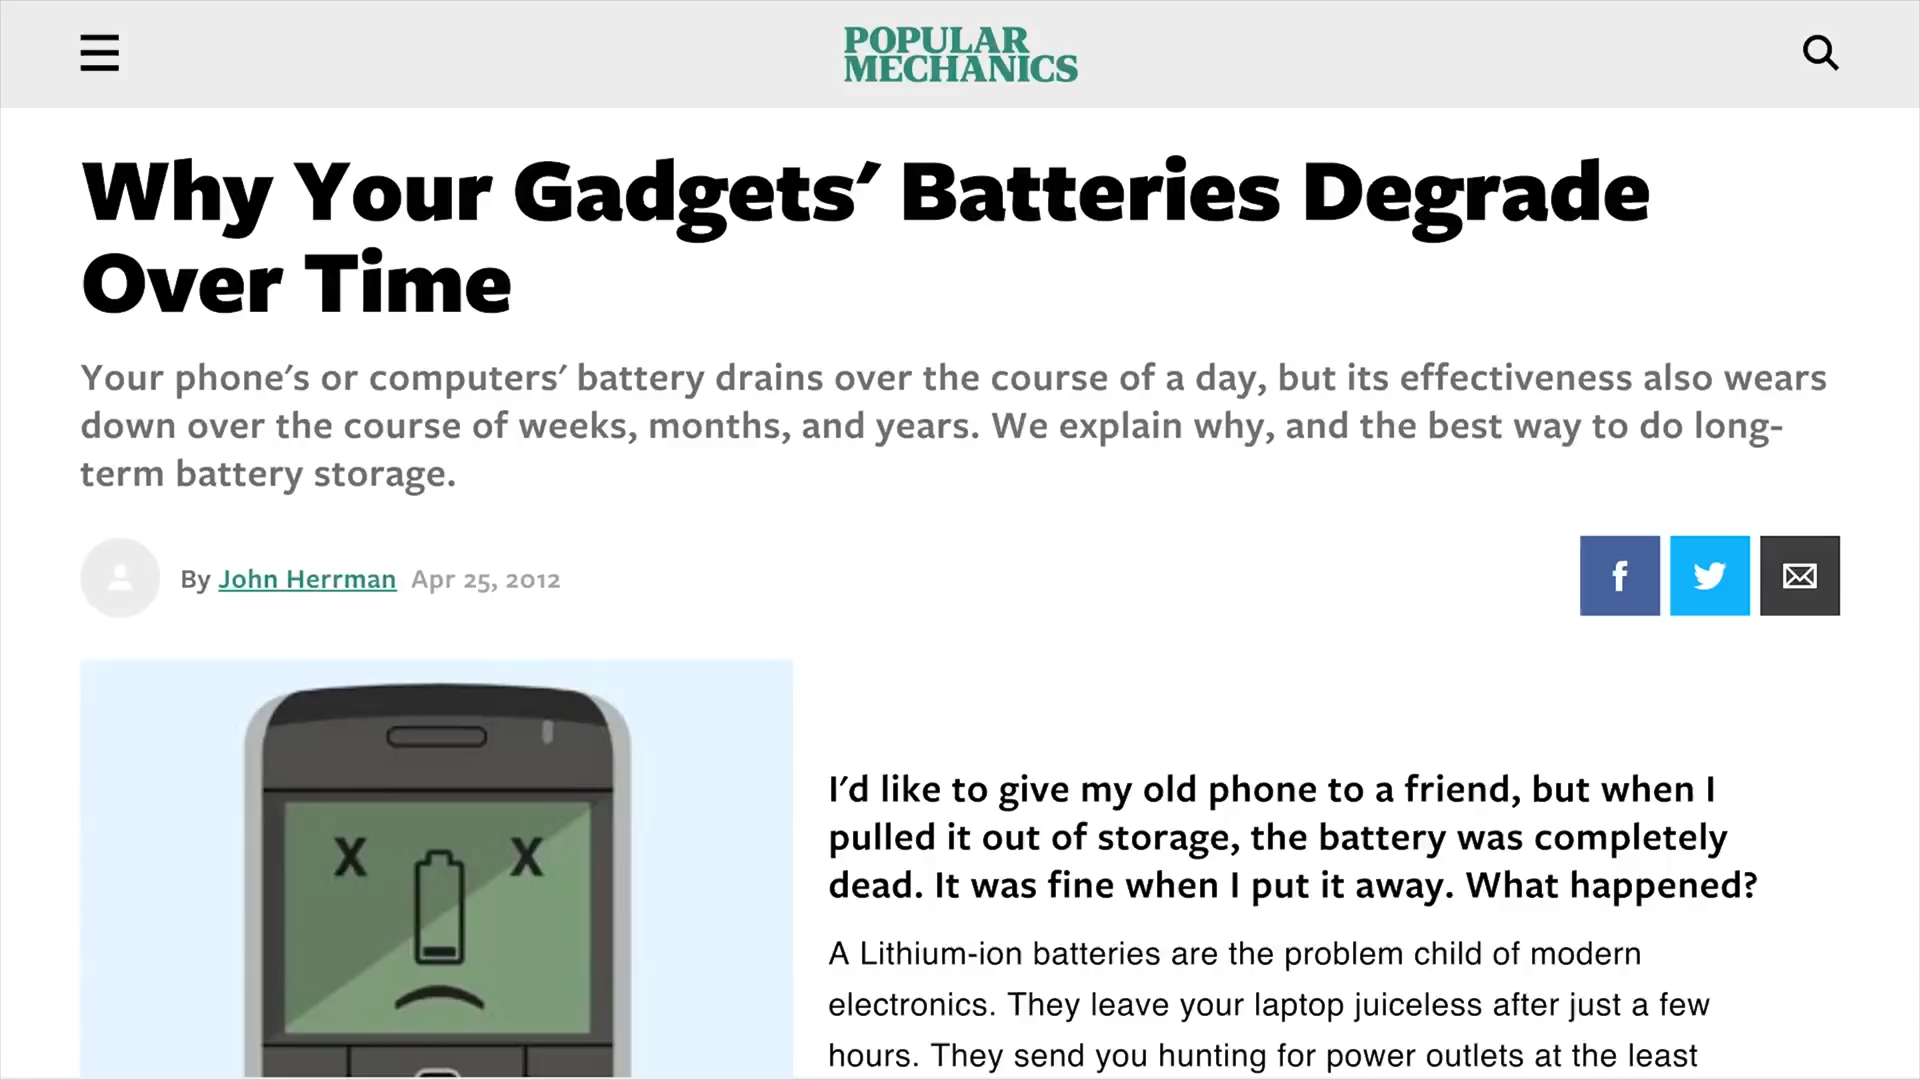 POPULAR
MECHANICS
Why Your Gadgets' Batteries Degrade
Over Time
Your phone's or computers' battery drains over the course of a day, but its effectiveness also wears
down over the course of weeks, months, and years. We explain why, and the best way to do long-
term battery storage.
By John Herrman Apr 25, 2012
f
X X
I'd like to give my old phone to a friend, but when I
pulled it out of storage, the battery was completely
dead. It was fine when I put it away. What happened?
A Lithium-ion batteries are the problem child of modern
electronics. They leave your laptop juiceless after just a few
hours. They send you hunting for power outlets at the least